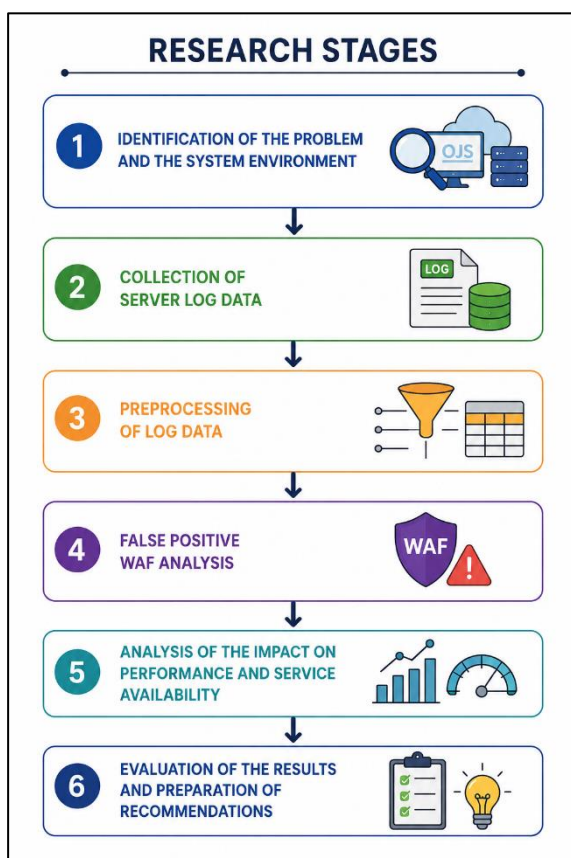 RESEARCH STAGES
1
IDENTIFICATION OF THE PROBLEM
AND THE SYSTEM ENVIRONMENT
OJS
2
COLLECTION OF
SERVER LOG DATA
LOG
3
PREPROCESSING
OF LOG DATA
4
FALSE POSITIVE
WAF ANALYSIS
WAF
!
5
ANALYSIS OF THE IMPACT ON
PERFORMANCE AND SERVICE
AVAILABILITY
6
EVALUATION OF THE RESULTS
AND PREPARATION OF
RECOMMENDATIONS